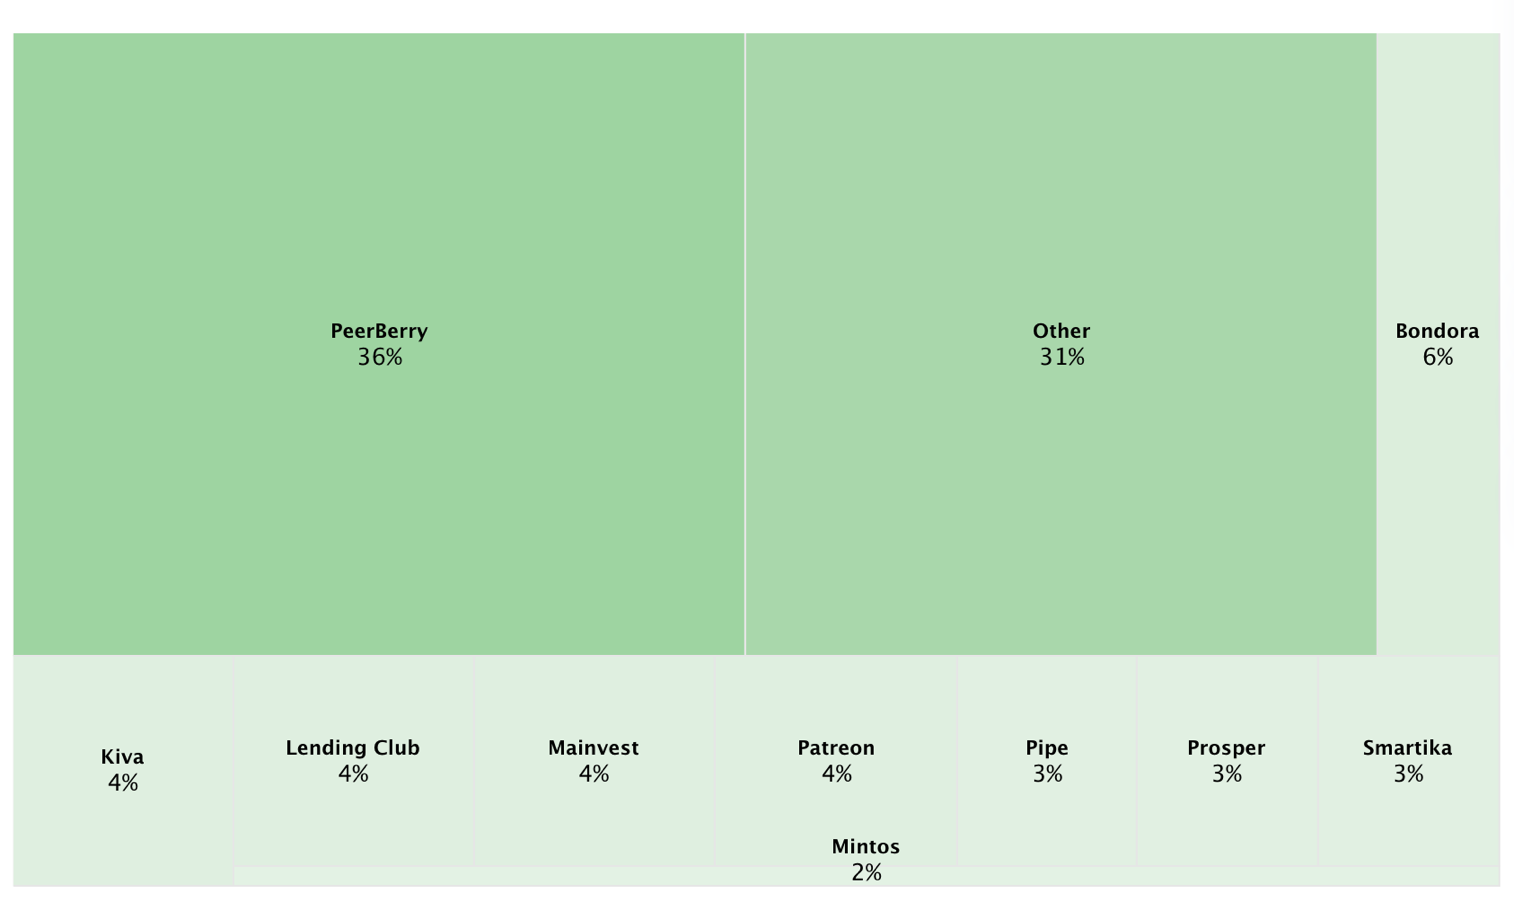 PeerBerry
36%
Other
31%
Bondora
6%
Kiva
4%
Lending Club
4%
Mainvest
4%
Patreon
4%
Pipe
3%
Prosper
3%
Smartika
3%
Mintos
2%